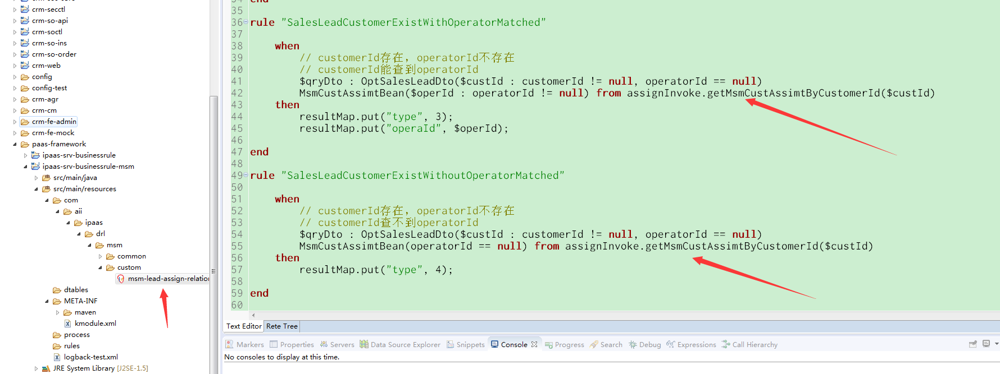 crm-sec-core
crm-secctl
crm-so-api
crm-soctl
crm-so-ins
crm-so-order
crm-web
config
config-test
crm-agr
crm-cm
crm-fe-admin
crm-fe-mock
paas-framework
ipaas-srv-businessrule
ipaas-srv-businessrule-msm
src/main/java
src/main/resources
com
aii
ipaas
drl
msm
common
custom
msm-lead-assign-relation
dtables
META-INF
maven
kmodule.xml
process
rules
logback-test.xml
JRE System Library [J2SE-1.5]
34 end
35
36 rule "SalesLeadCustomerExistWithOperatorMatched"
37
38 when
39 // customerId存在，operatorId不存在
40 // customerId能查到operatorId
41 $qryDto : OptSalesLeadDto($custId : customerId != null, operatorId == null)
42 MsmCustAssimtBean($operId : operatorId != null) from assignInvoke.getMsmCustAssimtByCustomerId($custId)
43 then
44 resultMap.put("type", 3);
45 resultMap.put("operaId", $operId);
46
47 end
48
49 rule "SalesLeadCustomerExistWithoutOperatorMatched"
50
51 when
52 // customerId存在，operatorId不存在
53 // customerId查不到operatorId
54 $qryDto : OptSalesLeadDto($custId : customerId != null, operatorId == null)
55 MsmCustAssimtBean(operatorId == null) from assignInvoke.getMsmCustAssimtByCustomerId($custId)
56 then
57 resultMap.put("type", 4);
58
59 end
60
Text Editor Rete Tree
Markers Properties Servers Data Source Explorer Snippets Console Progress Search Debug Expressions Call Hierarchy
No consoles to display at this time.